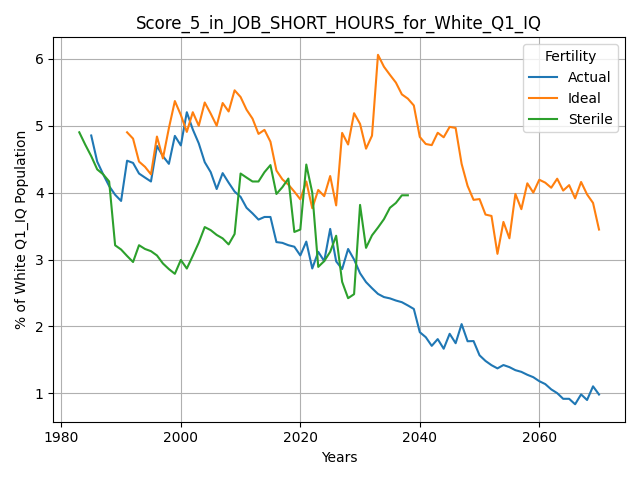 Score_5_in_JOB_SHORT_HOURS_for_White_Q1_IQ
Fertility
Actual
Ideal
Sterile
% of White Q1_IQ Population
6
5
4
3
2
1
1980 2000 2020 2040 2060
Years